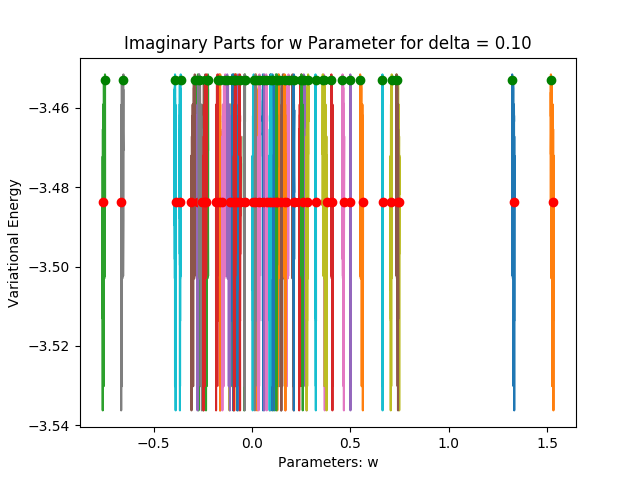 Imaginary Parts for w Parameter for delta = 0.10
Variational Energy
−3.46
−3.48
−3.50
−3.52
−3.54
−0.5 0.0 0.5 1.0 1.5
Parameters: w